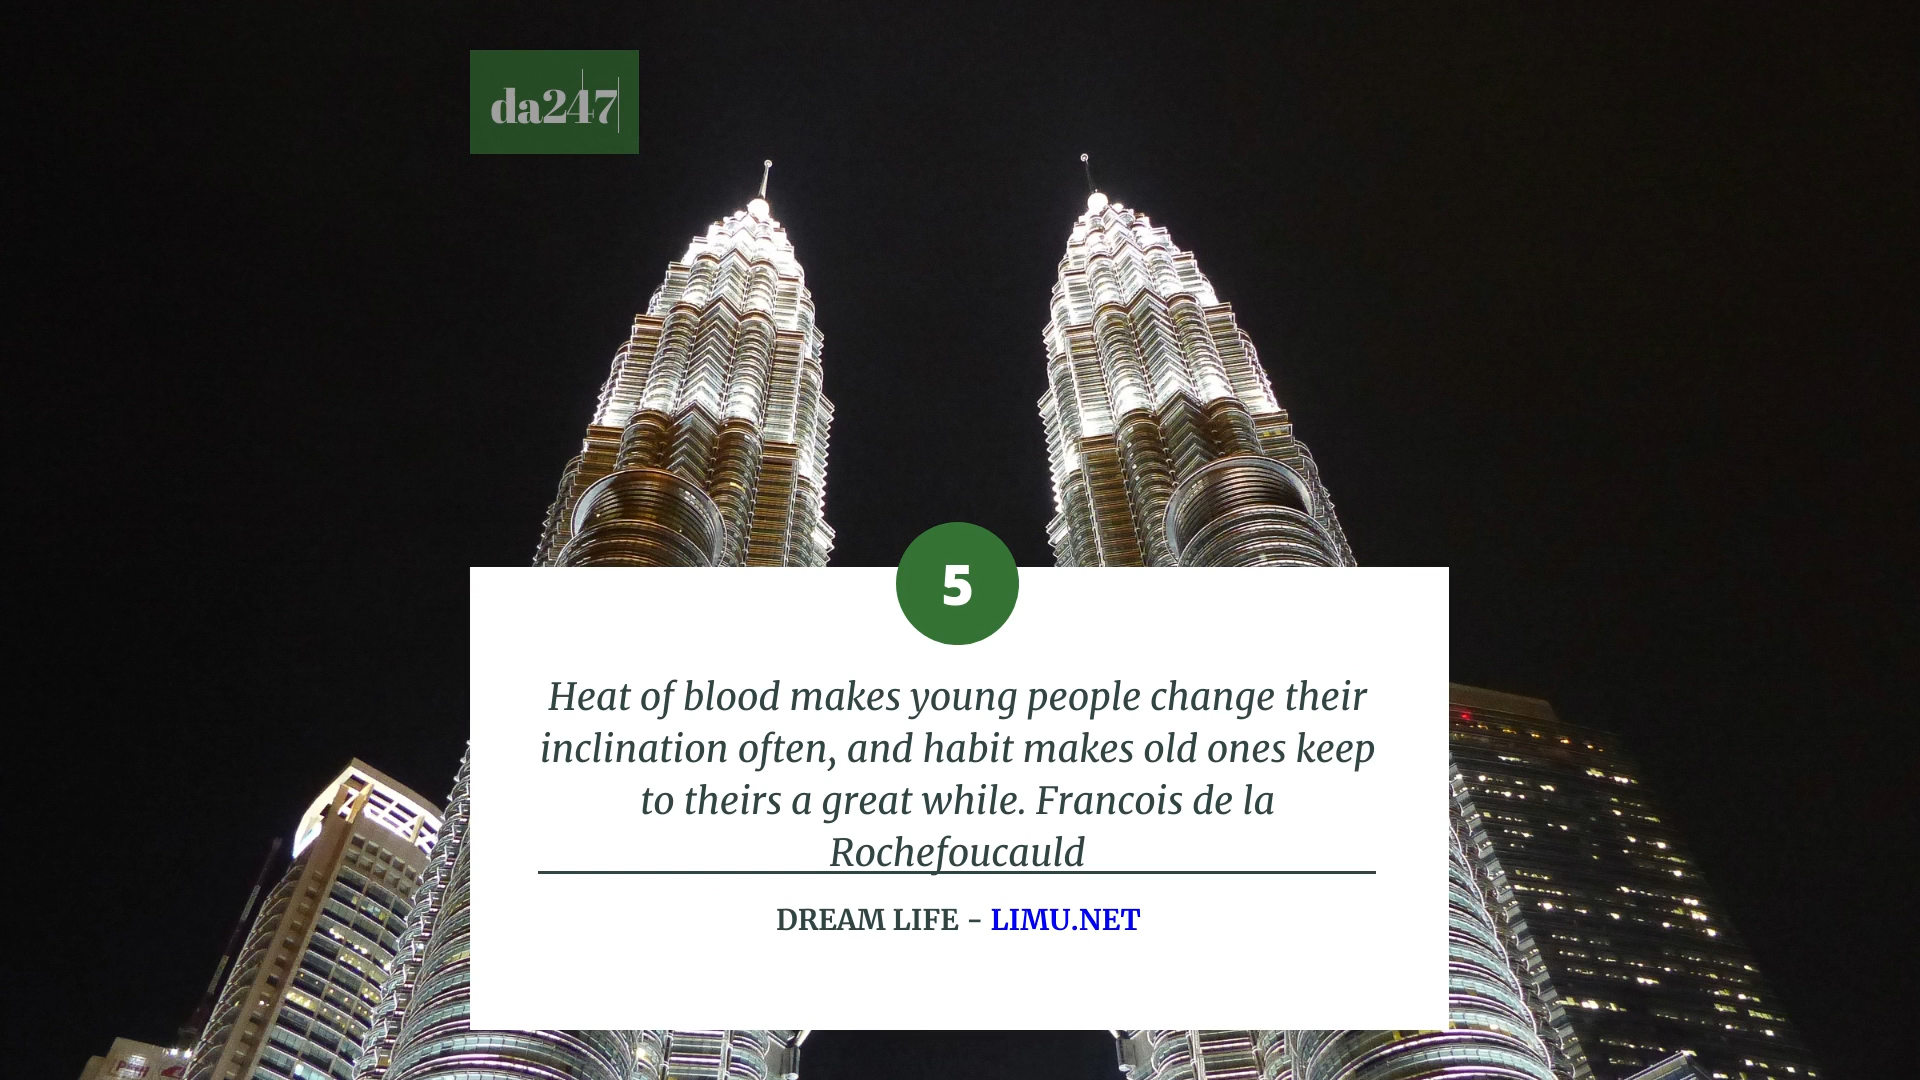 da247
5
Heat of blood makes young people change their
inclination often, and habit makes old ones keep
to theirs a great while. Francois de la
Rochefoucauld
DREAM LIFE - LIMU.NET